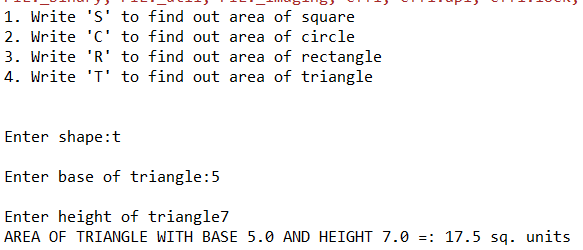 1. Write 'S' to find out area of square
2. Write 'C' to find out area of circle
3. Write 'R' to find out area of rectangle
4. Write 'T' to find out area of triangle
Enter shape:t
Enter base of triangle:5
Enter height of triangle7
AREA OF TRIANGLE WITH BASE 5.0 AND HEIGHT 7.0 =: 17.5 sq. units